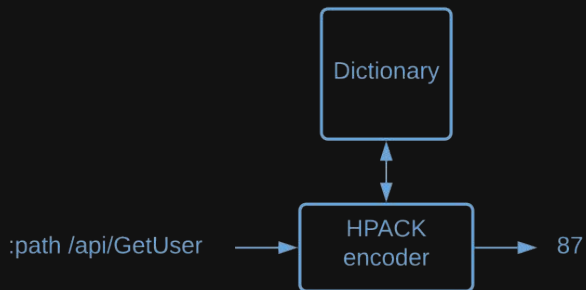 Dictionary
:path /api/GetUser
HPACK
encoder
87